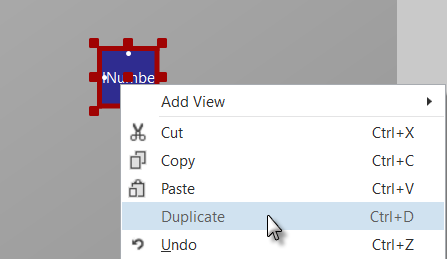 Numbe
Add View
Cut Ctrl+X
Copy Ctrl+C
Paste Ctrl+V
Duplicate Ctrl+D
Undo Ctrl+Z